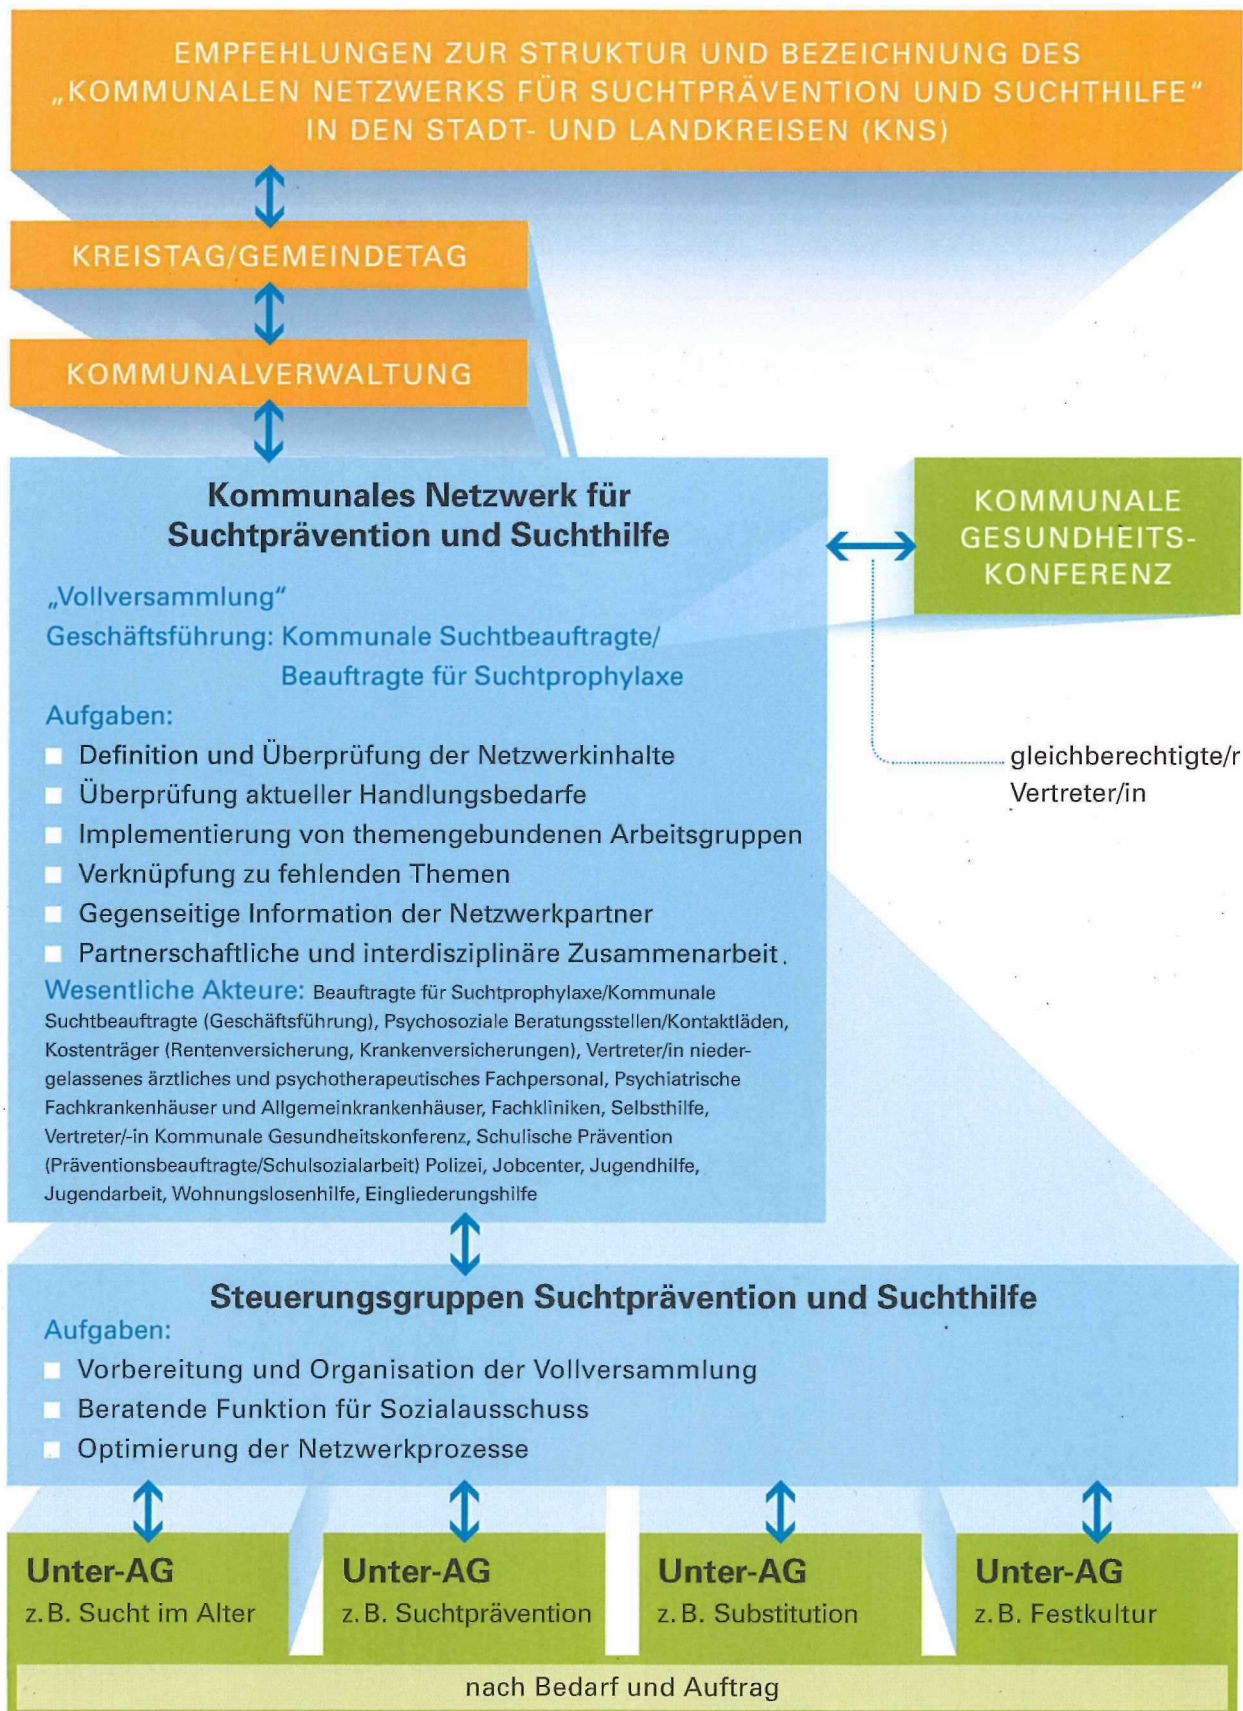 EMPFEHLUNGEN ZUR STRUKTUR UND BEZEICHNUNG DES
„KOMMUNALEN NETZWERKS FÜR SUCHTPRÄVENTION UND SUCHTHILFE“
IN DEN STADT- UND LANDKREISEN (KNS)
KREISTAG/GEMEINDETAG
KOMMUNALVERWALTUNG
Kommunales Netzwerk für
Suchtprävention und Suchthilfe
„Vollversammlung“
Geschäftsführung: Kommunale Suchtbeauftragte/
Beauftragte für Suchtprophylaxe
Aufgaben:
Definition und Überprüfung der Netzwerkinhalte
Überprüfung aktueller Handlungsbedarfe
Implementierung von themengebundenen Arbeitsgruppen
Verknüpfung zu fehlenden Themen
Gegenseitige Information der Netzwerkpartner
Partnerschaftliche und interdisziplinäre Zusammenarbeit.
Wesentliche Akteure: Beauftragte für Suchtprophylaxe/Kommunale
Suchtbeauftragte (Geschäftsführung), Psychosoziale Beratungsstellen/Kontaktläden,
Kostenträger (Rentenversicherung, Krankenversicherungen), Vertreter/in nieder-
gelassenes ärztliches und psychotherapeutisches Fachpersonal, Psychiatrische
Fachkrankenhäuser und Allgemeinkrankenhäuser, Fachkliniken, Selbsthilfe,
Vertreter/-in Kommunale Gesundheitskonferenz, Schulische Prävention
(Präventionsbeauftragte/Schulsozialarbeit) Polizei, Jobcenter, Jugendhilfe,
Jugendarbeit, Wohnungslosenhilfe, Eingliederungshilfe
KOMMUNALE
GESUNDHEITS-
KONFERENZ
gleichberechtigte/r
Vertreter/in
Steuerungsgruppen Suchtprävention und Suchthilfe
Aufgaben:
Vorbereitung und Organisation der Vollversammlung
Beratende Funktion für Sozialausschuss
Optimierung der Netzwerkprozesse
Unter-AG
z. B. Sucht im Alter
Unter-AG
z. B. Suchtprävention
Unter-AG
z. B. Substitution
Unter-AG
z. B. Festkultur
nach Bedarf und Auftrag